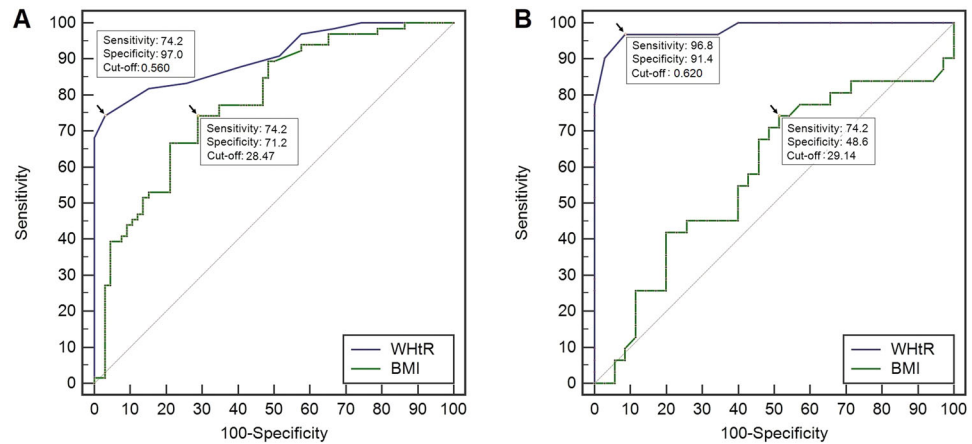 A
Sensitivity
100
90
80
70
60
50
40
30
20
10
0
Sensitivity: 74.2
Specificity: 97.0
Cut-off: 0.560
Sensitivity: 74.2
Specificity: 71.2
Cut-off: 28.47
WHtR
BMI
0 10 20 30 40 50 60 70 80 90 100
100-Specificity
B
Sensitivity
100
90
80
70
60
50
40
30
20
10
0
Sensitivity: 96.8
Specificity: 91.4
Cut-off: 0.620
Sensitivity: 74.2
Specificity: 48.6
Cut-off: 29.14
WHtR
BMI
0 10 20 30 40 50 60 70 80 90 100
100-Specificity